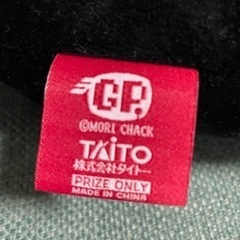 GP.
©MORI CHACK
TAITO
株式会社タイトー
PRIZE ONLY
MADE IN CHINA